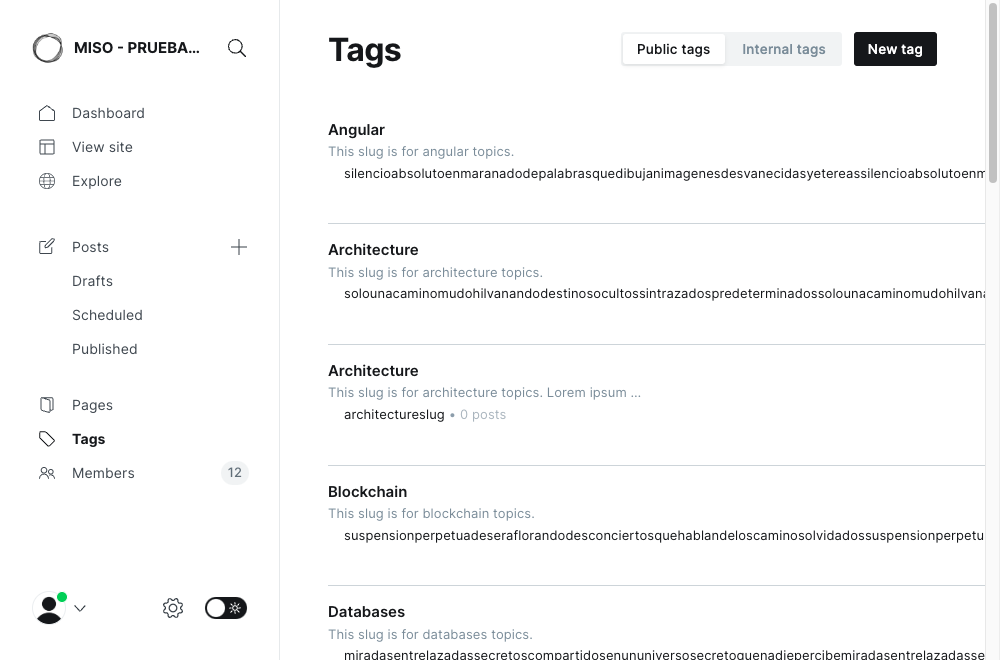 MISO - PRUEBA...
Dashboard
View site
Explore
Posts
Drafts
Scheduled
Published
Pages
Tags
Members 12
Tags
Public tags Internal tags New tag
Angular
This slug is for angular topics.
silencioabsolutoenmaranadodepalabrasquedibujanimagenesdesvanecidasyetereassilencioabsolutoenm
Architecture
This slug is for architecture topics.
solounacaminomudohilvanandodestinosocultossintrazadospredeterminadossolounacaminomudohilvana
Architecture
This slug is for architecture topics. Lorem ipsum ...
architectureslug • 0 posts
Blockchain
This slug is for blockchain topics.
suspensionperpetuadeseraflorandodesconciertosquehablandeloscaminosolvidadossuspensionperpetu
Databases
This slug is for databases topics.
miradasentrelazadassecretoscompartidosenununiversosecretoquenadiepercibemiradasentrelazadasse